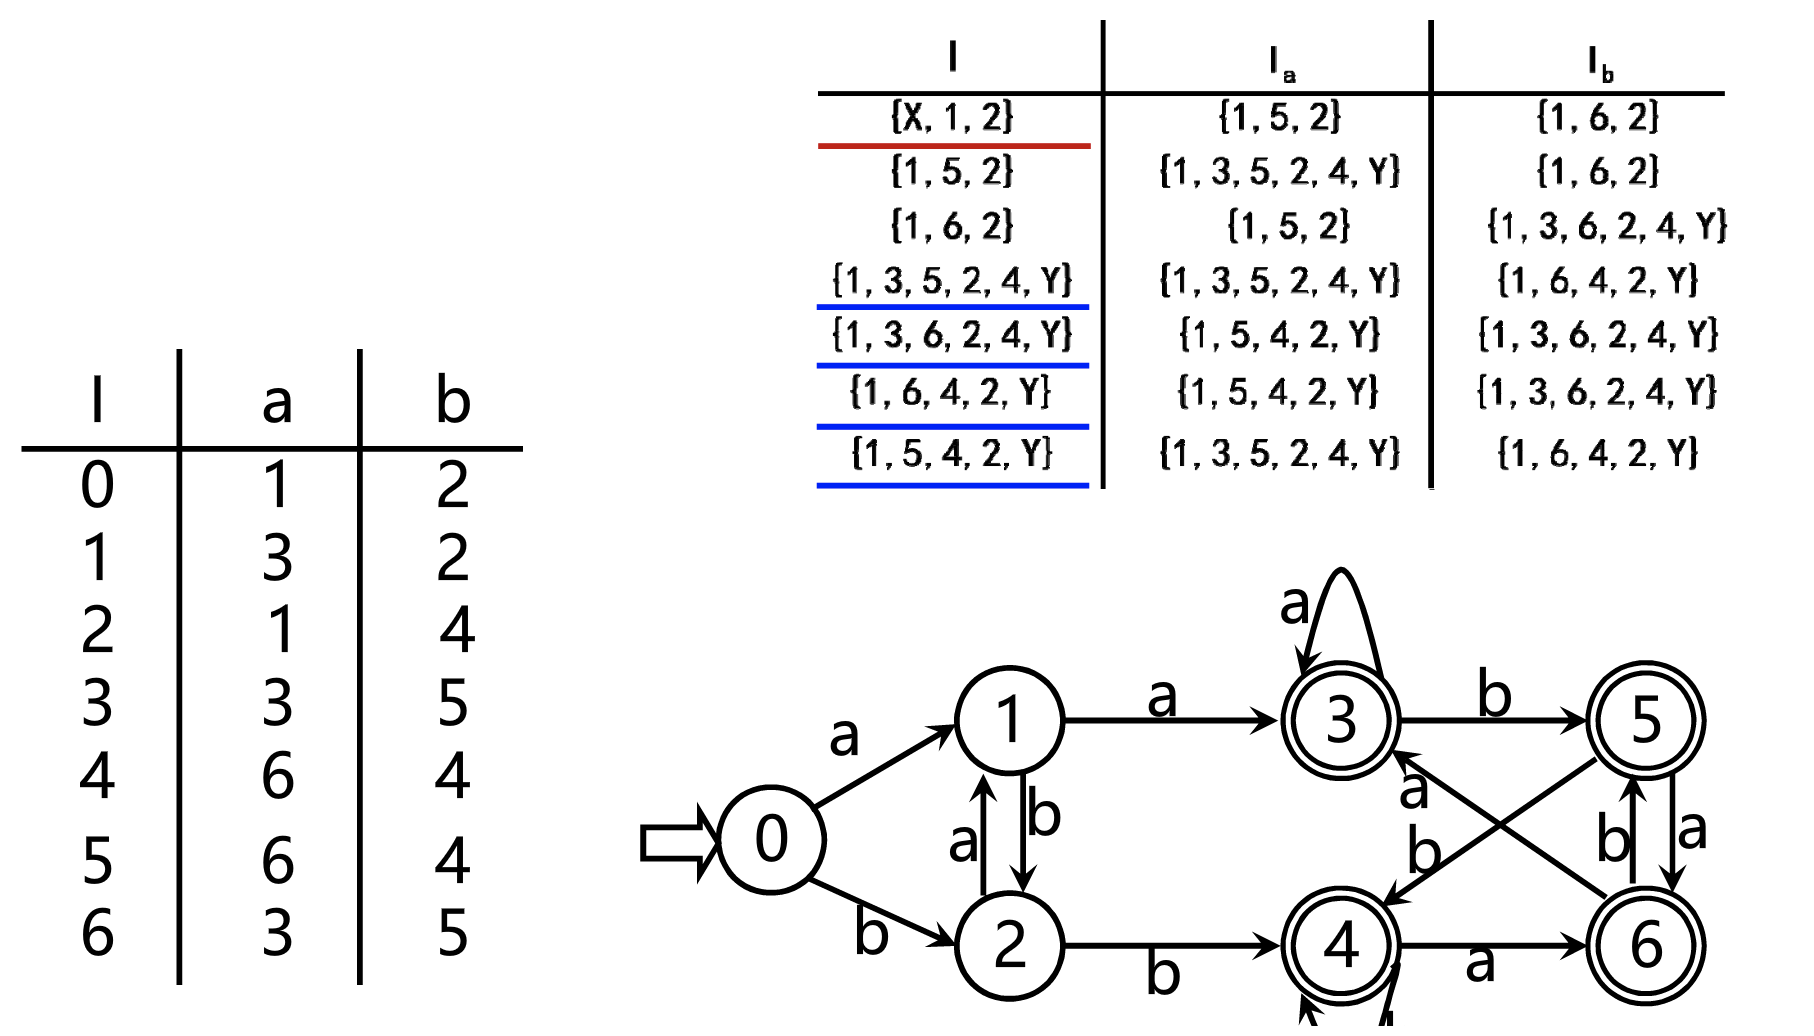 I I_a I_b
{X, 1, 2} {1, 5, 2} {1, 6, 2}
{1, 5, 2} {1, 3, 5, 2, 4, Y} {1, 6, 2}
{1, 6, 2} {1, 5, 2} {1, 3, 6, 2, 4, Y}
{1, 3, 5, 2, 4, Y} {1, 3, 5, 2, 4, Y} {1, 6, 4, 2, Y}
{1, 3, 6, 2, 4, Y} {1, 5, 4, 2, Y} {1, 3, 6, 2, 4, Y}
{1, 6, 4, 2, Y} {1, 5, 4, 2, Y} {1, 3, 6, 2, 4, Y}
{1, 5, 4, 2, Y} {1, 3, 5, 2, 4, Y} {1, 6, 4, 2, Y}
I a b
0 1 2
1 3 2
2 1 4
3 3 5
4 6 4
5 6 4
6 3 5
a
1 a 3 b 5
a
a b
a b b a
0
b
2 b 4 a 6